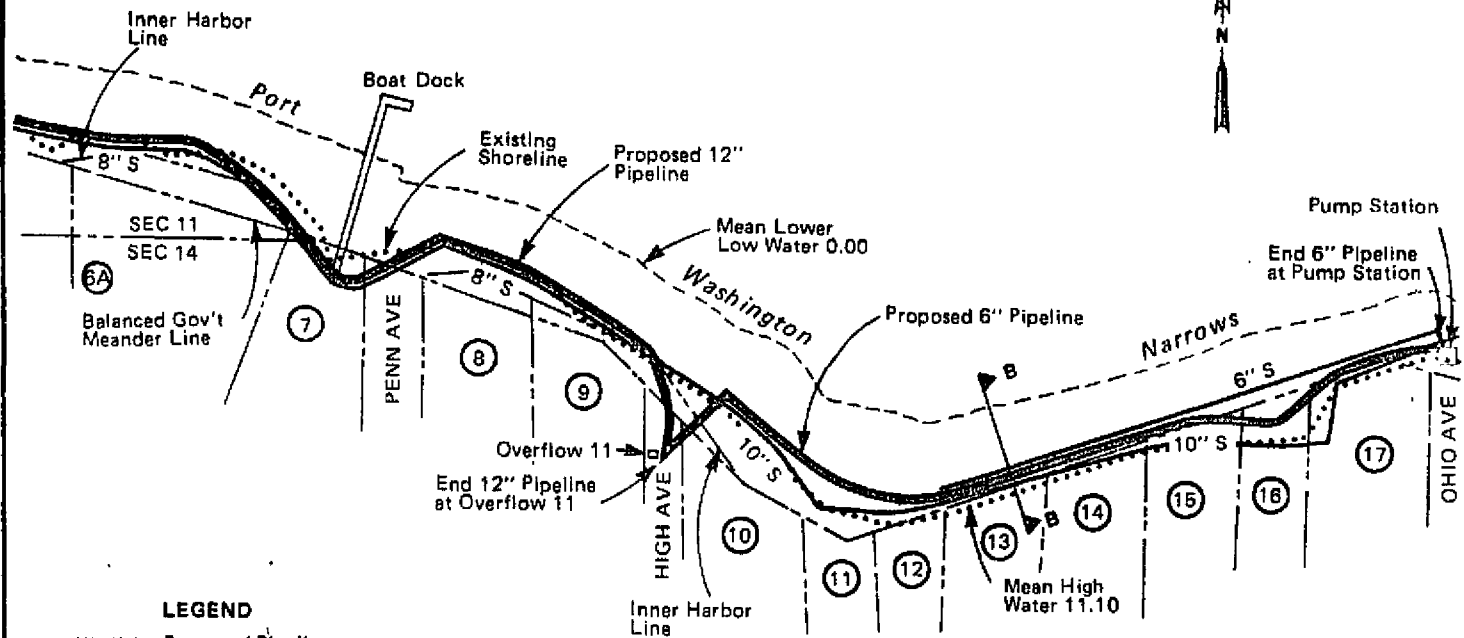 Inner Harbor
Line
N
Boat Dock
Port
Existing
Shoreline
Proposed 12"
Pipeline
Mean Lower
Low Water 0.00
Washington
Pump Station
End 6" Pipeline
at Pump Station
8" S
SEC 11
SEC 14
6A
Balanced Gov't
Meander Line
7
PENN AVE
8" S
8
9
Proposed 6" Pipeline
Narrows
B
6" S
Overflow 11
End 12" Pipeline
at Overflow 11
10" S
10" S
HIGH AVE
10
11
12
13
B
14
15
16
17
OHIO AVE
Mean High
Water 11.10
Inner Harbor
Line
LEGEND